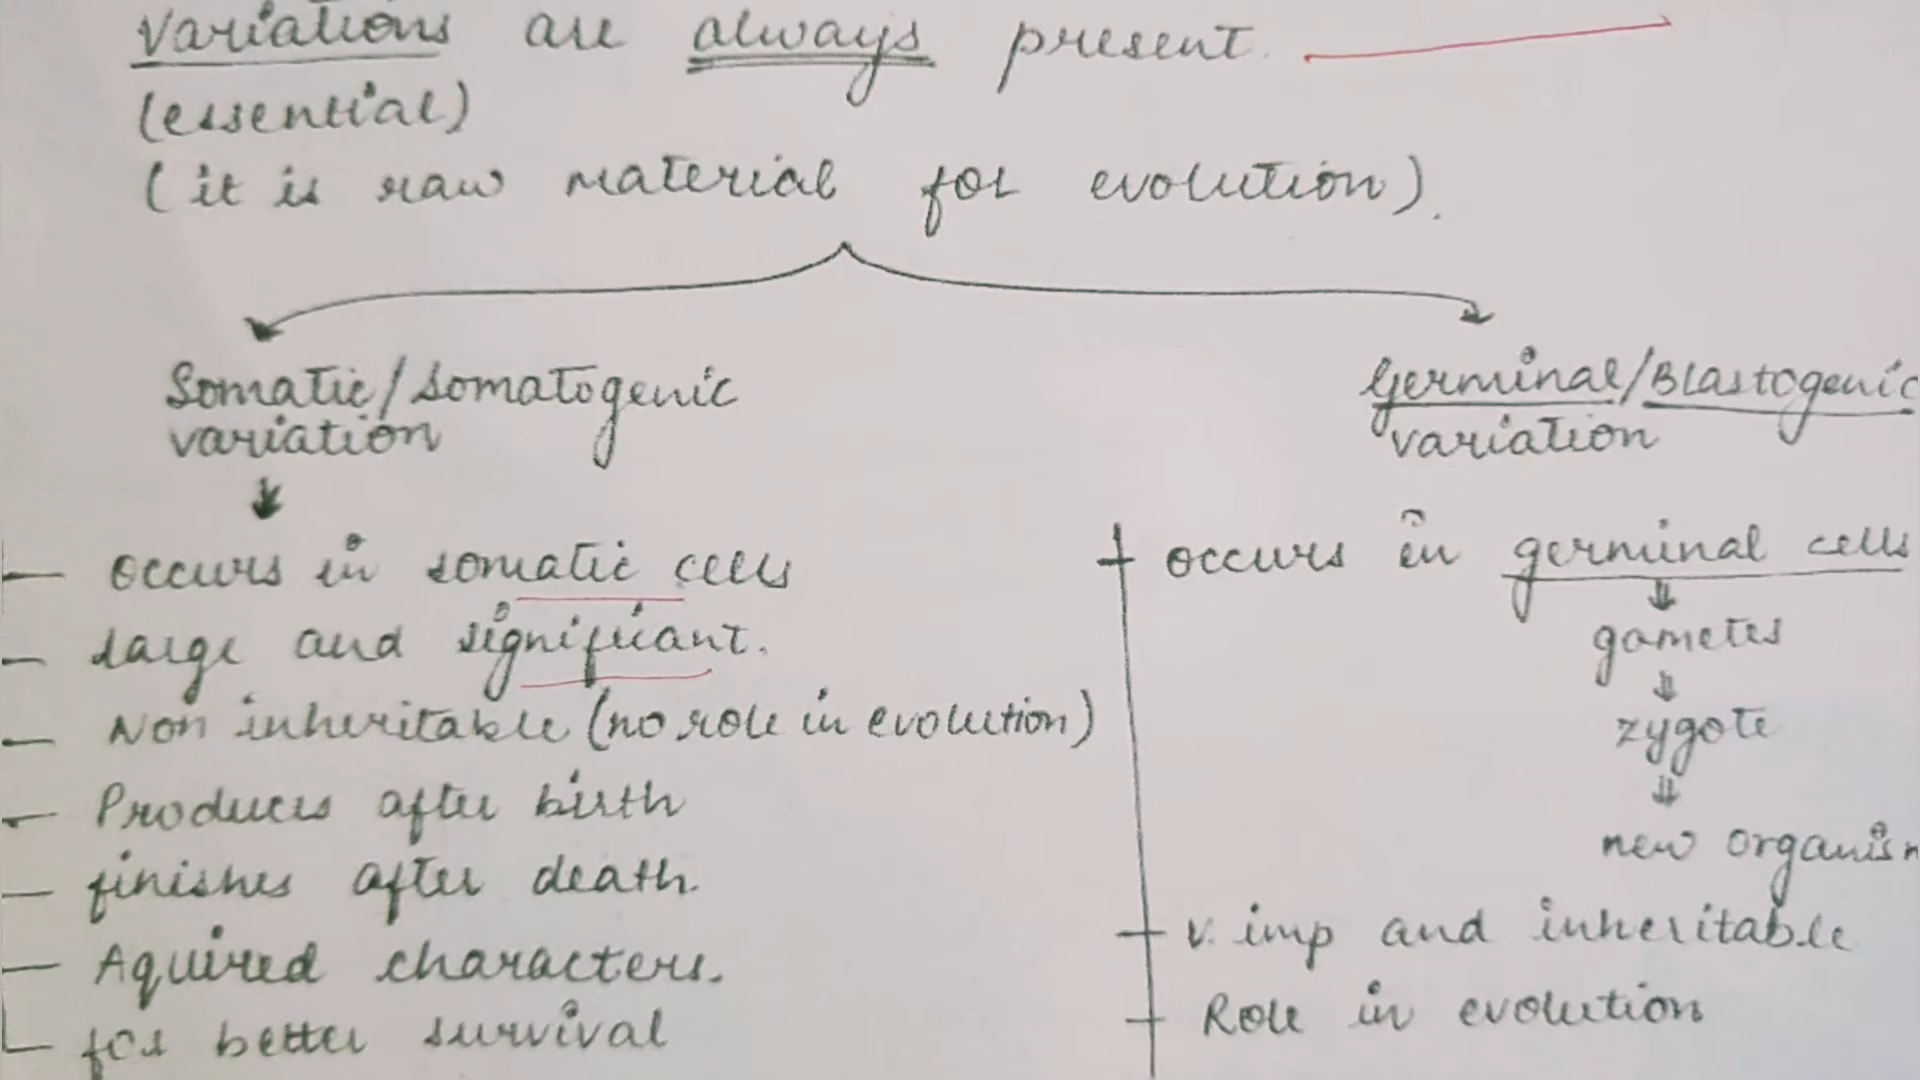 Variations are always present.
(essential)
(it is raw material for evolution).
Somatic/somatogenic
variation
occurs in somatic cells
large and significant.
Non inheritable (no role in evolution)
Produces after birth
finishes after death.
Aquired characters.
for better survival
Germinal/Blastogenic
variation
occurs in germinal cells
gametes
zygote
new organism
v. imp and inheritable
Role in evolution